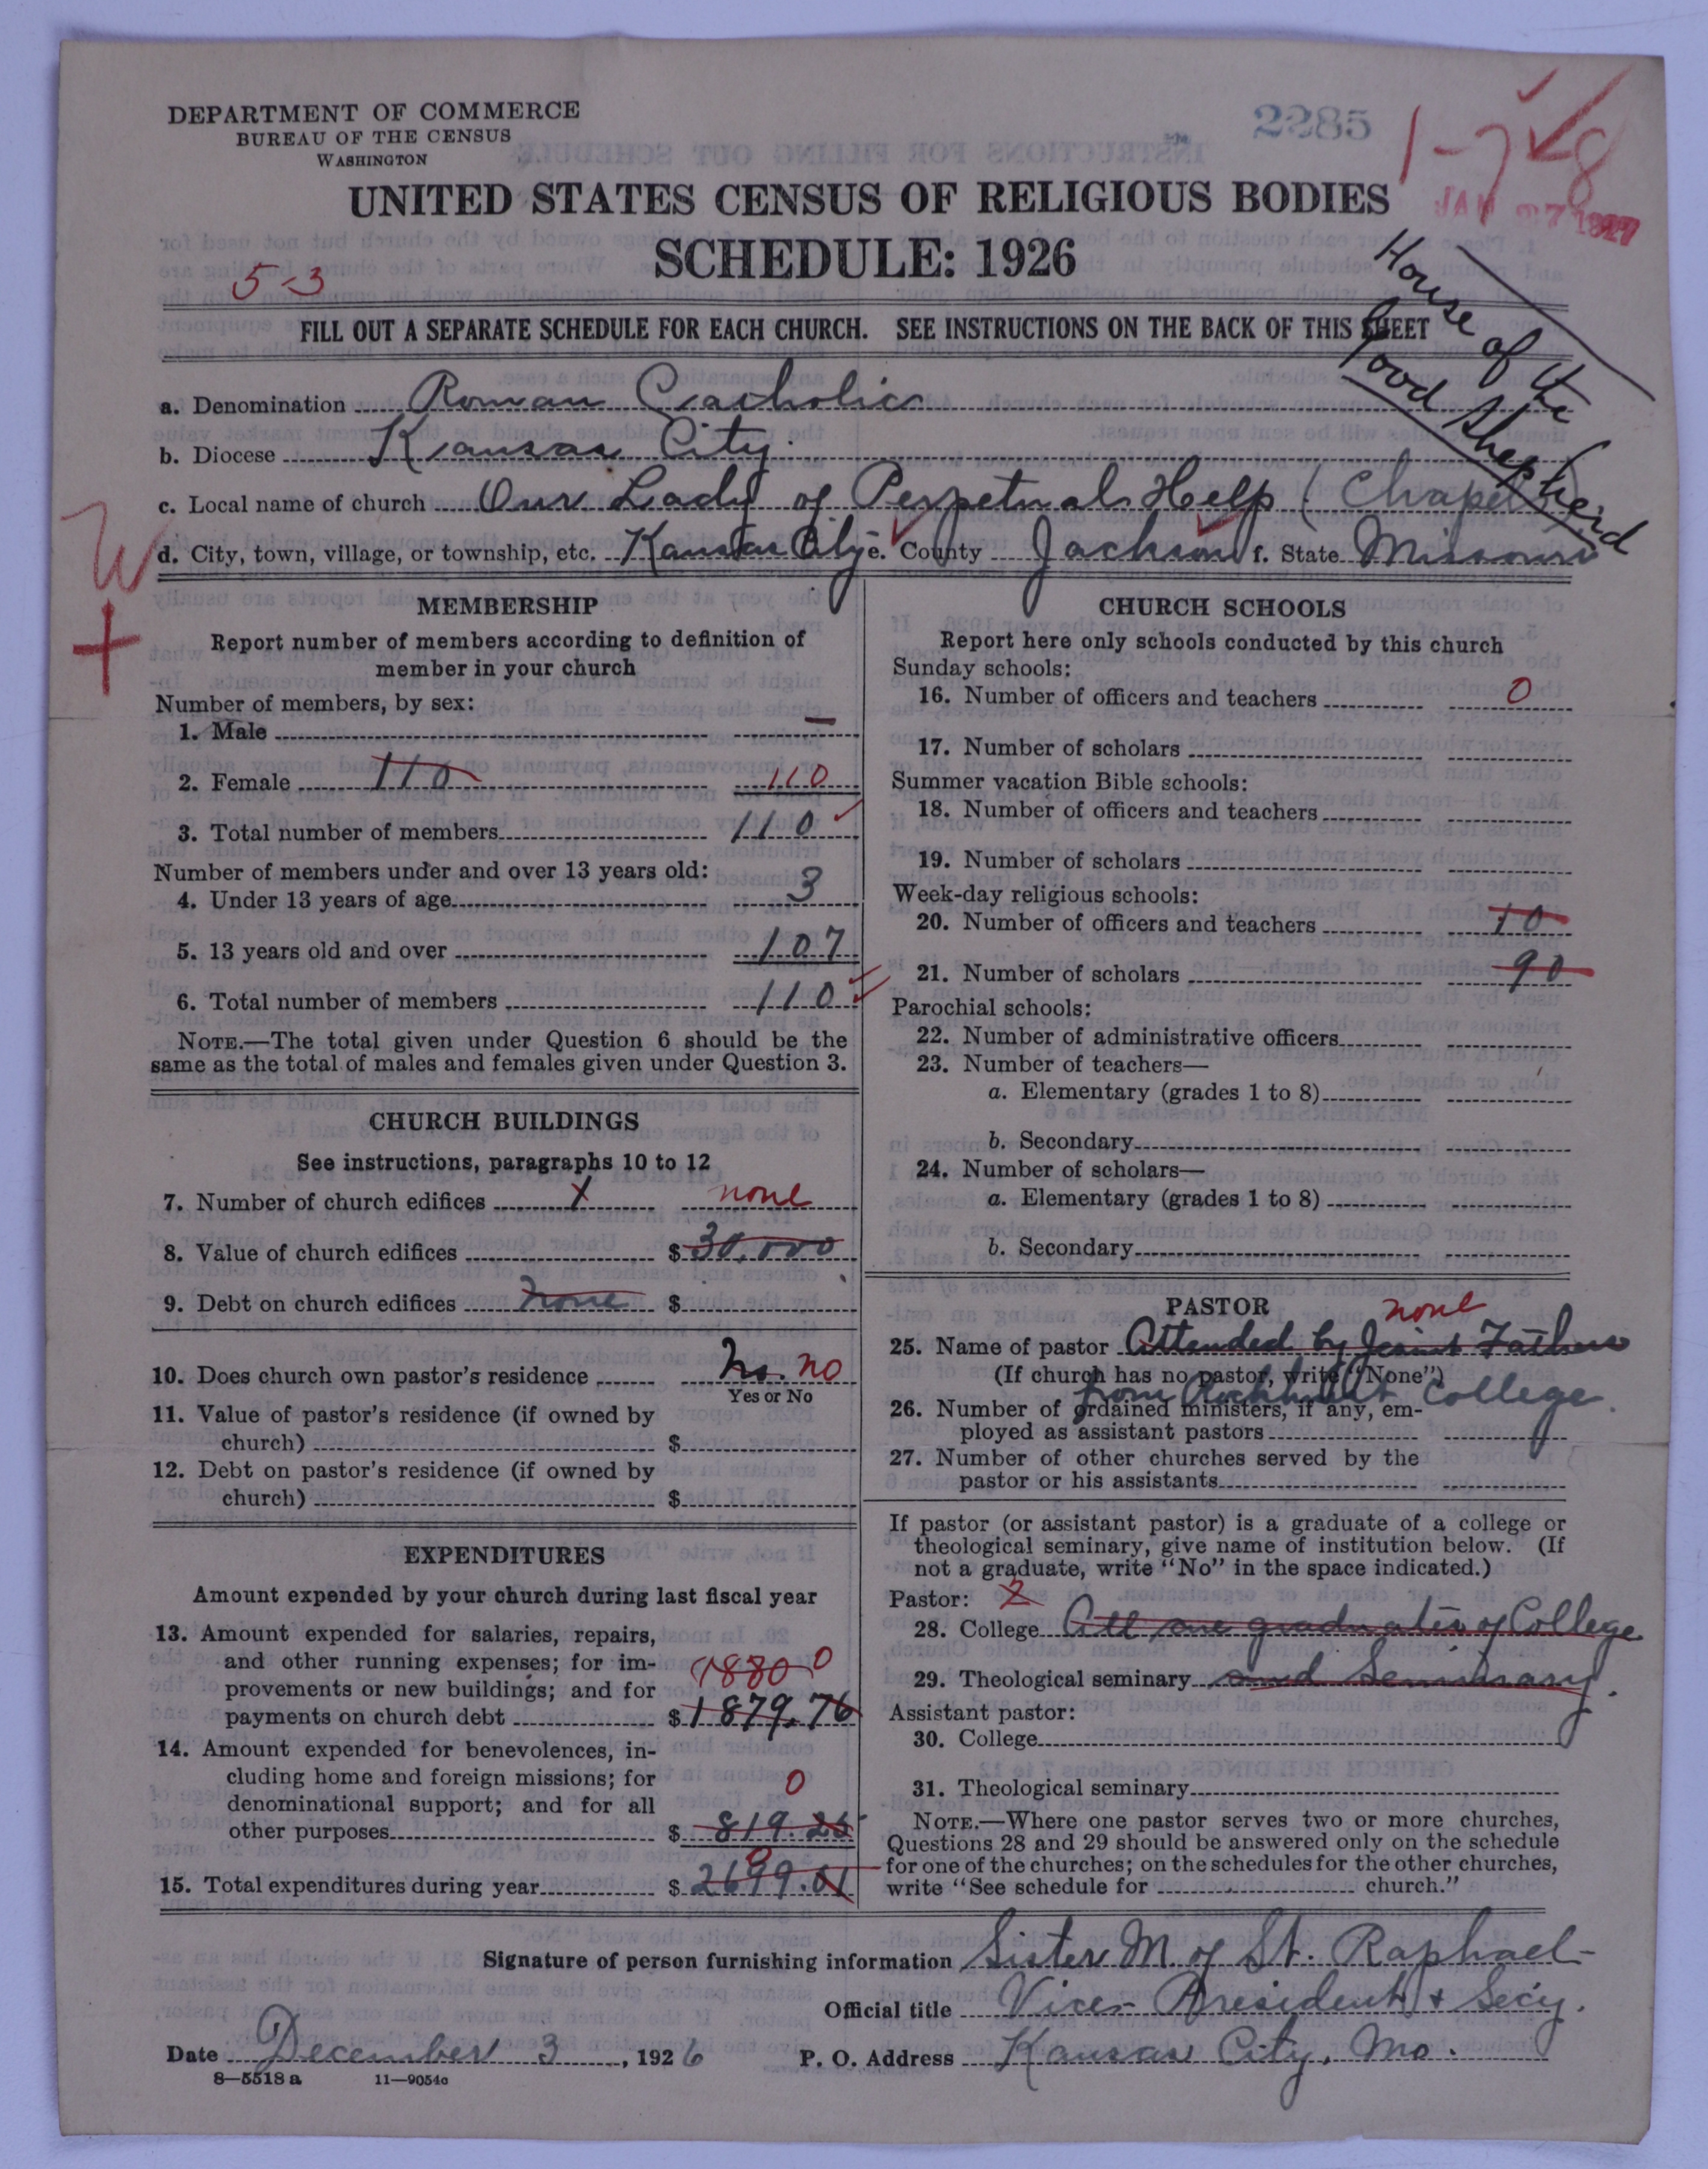 DEPARTMENT OF COMMERCE
BUREAU OF THE CENSUS
WASHINGTON
2285
1-7-8
JAN 27 1927
UNITED STATES CENSUS OF RELIGIOUS BODIES
SCHEDULE: 1926
5-3
House of the
Good Shepherd
FILL OUT A SEPARATE SCHEDULE FOR EACH CHURCH. SEE INSTRUCTIONS ON THE BACK OF THIS SHEET
a. Denomination Roman Catholic
b. Diocese Kansas City.
c. Local name of church Our Lady of Perpetual Help (Chapel)
d. City, town, village, or township, etc. Kansas City e. County Jackson f. State Missouri
W
+
MEMBERSHIP
Report number of members according to definition of
member in your church
Number of members, by sex:
1. Male —
2. Female 110 110
3. Total number of members 110
Number of members under and over 13 years old:
4. Under 13 years of age 3
5. 13 years old and over 107
6. Total number of members 110
NOTE.—The total given under Question 6 should be the
same as the total of males and females given under Question 3.
CHURCH BUILDINGS
See instructions, paragraphs 10 to 12
7. Number of church edifices 1 none
8. Value of church edifices $ 30,000
9. Debt on church edifices none $
10. Does church own pastor's residence No. no
Yes or No
11. Value of pastor's residence (if owned by
church) $
12. Debt on pastor's residence (if owned by
church) $
EXPENDITURES
Amount expended by your church during last fiscal year
13. Amount expended for salaries, repairs,
and other running expenses; for im-
provements or new buildings; and for
payments on church debt $ 1879.76
1880 0
14. Amount expended for benevolences, in-
cluding home and foreign missions; for
denominational support; and for all
other purposes $ 819.25
0
15. Total expenditures during year $ 2699.01
0
CHURCH SCHOOLS
Report here only schools conducted by this church
Sunday schools:
16. Number of officers and teachers 0
17. Number of scholars
Summer vacation Bible schools:
18. Number of officers and teachers
19. Number of scholars
Week-day religious schools:
20. Number of officers and teachers 10
21. Number of scholars 90
Parochial schools:
22. Number of administrative officers
23. Number of teachers—
a. Elementary (grades 1 to 8)
b. Secondary
24. Number of scholars—
a. Elementary (grades 1 to 8)
b. Secondary
PASTOR
none
25. Name of pastor Attended by Jesuit Fathers
(If church has no pastor, write "None")
from Rockhurst College.
26. Number of ordained ministers, if any, em-
ployed as assistant pastors
27. Number of other churches served by the
pastor or his assistants
If pastor (or assistant pastor) is a graduate of a college or
theological seminary, give name of institution below. (If
not a graduate, write "No" in the space indicated.)
Pastor: 2
28. College All are graduates of College
29. Theological seminary and Seminary.
Assistant pastor:
30. College
31. Theological seminary
NOTE.—Where one pastor serves two or more churches,
Questions 28 and 29 should be answered only on the schedule
for one of the churches; on the schedules for the other churches,
write "See schedule for church."
Signature of person furnishing information Sister M. of St. Raphael-
Official title Vice-President & Secy.
Date December 3, 1926 P. O. Address Kansas City, Mo.
8—5518 a 11—9054a